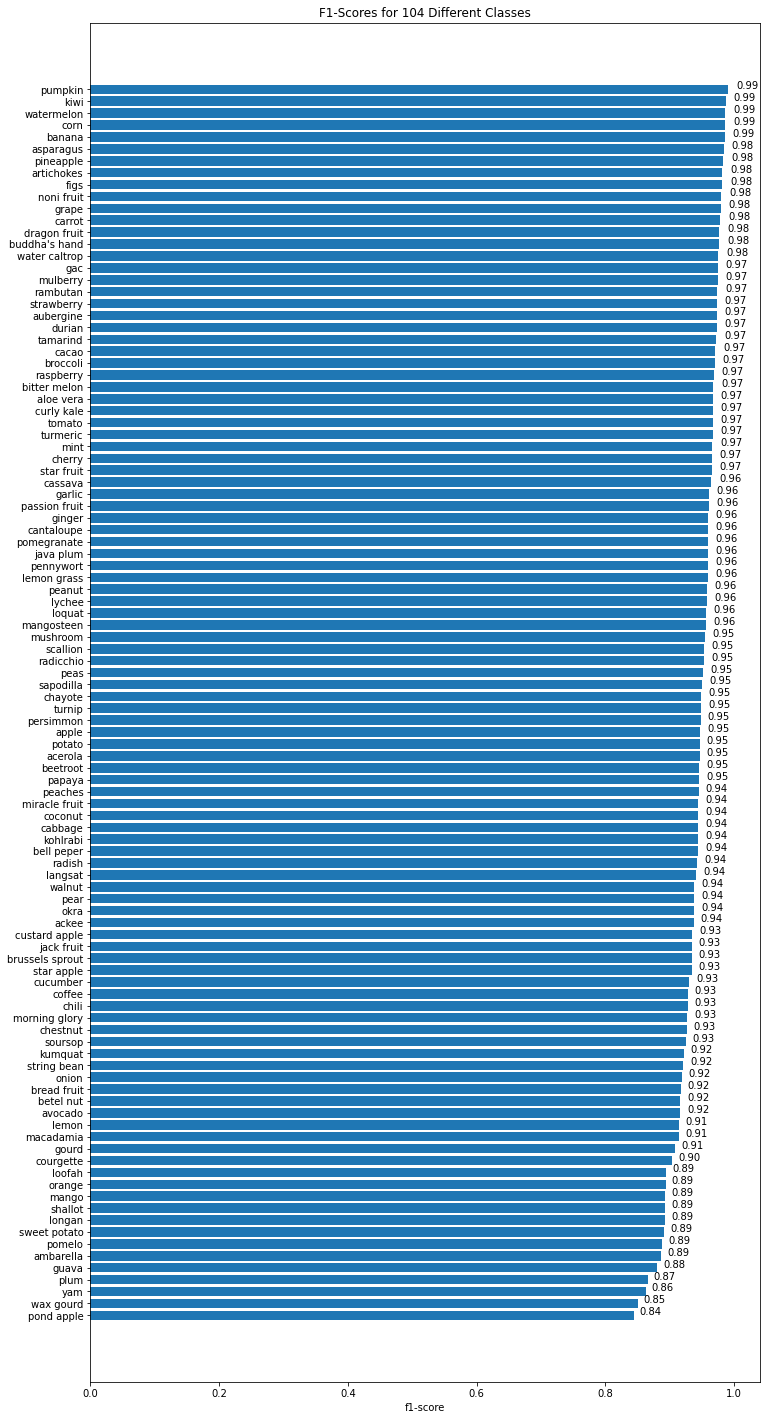 F1-Scores for 104 Different Classes
pumpkin 0.99
kiwi 0.99
watermelon 0.99
corn 0.99
banana 0.99
asparagus 0.98
pineapple 0.98
artichokes 0.98
figs 0.98
noni fruit 0.98
grape 0.98
carrot 0.98
dragon fruit 0.98
buddha's hand 0.98
water caltrop 0.98
gac 0.97
mulberry 0.97
rambutan 0.97
strawberry 0.97
aubergine 0.97
durian 0.97
tamarind 0.97
cacao 0.97
broccoli 0.97
raspberry 0.97
bitter melon 0.97
aloe vera 0.97
curly kale 0.97
tomato 0.97
turmeric 0.97
mint 0.97
cherry 0.97
star fruit 0.97
cassava 0.96
garlic 0.96
passion fruit 0.96
ginger 0.96
cantaloupe 0.96
pomegranate 0.96
java plum 0.96
pennywort 0.96
lemon grass 0.96
peanut 0.96
lychee 0.96
loquat 0.96
mangosteen 0.96
mushroom 0.95
scallion 0.95
radicchio 0.95
peas 0.95
sapodilla 0.95
chayote 0.95
turnip 0.95
persimmon 0.95
apple 0.95
potato 0.95
acerola 0.95
beetroot 0.95
papaya 0.95
peaches 0.94
miracle fruit 0.94
coconut 0.94
cabbage 0.94
kohlrabi 0.94
bell peper 0.94
radish 0.94
langsat 0.94
walnut 0.94
pear 0.94
okra 0.94
ackee 0.94
custard apple 0.93
jack fruit 0.93
brussels sprout 0.93
star apple 0.93
cucumber 0.93
coffee 0.93
chili 0.93
morning glory 0.93
chestnut 0.93
soursop 0.93
kumquat 0.92
string bean 0.92
onion 0.92
bread fruit 0.92
betel nut 0.92
avocado 0.92
lemon 0.91
macadamia 0.91
gourd 0.91
courgette 0.90
loofah 0.89
orange 0.89
mango 0.89
shallot 0.89
longan 0.89
sweet potato 0.89
pomelo 0.89
ambarella 0.89
guava 0.88
plum 0.87
yam 0.86
wax gourd 0.85
pond apple 0.84
0.0 0.2 0.4 0.6 0.8 1.0
f1-score